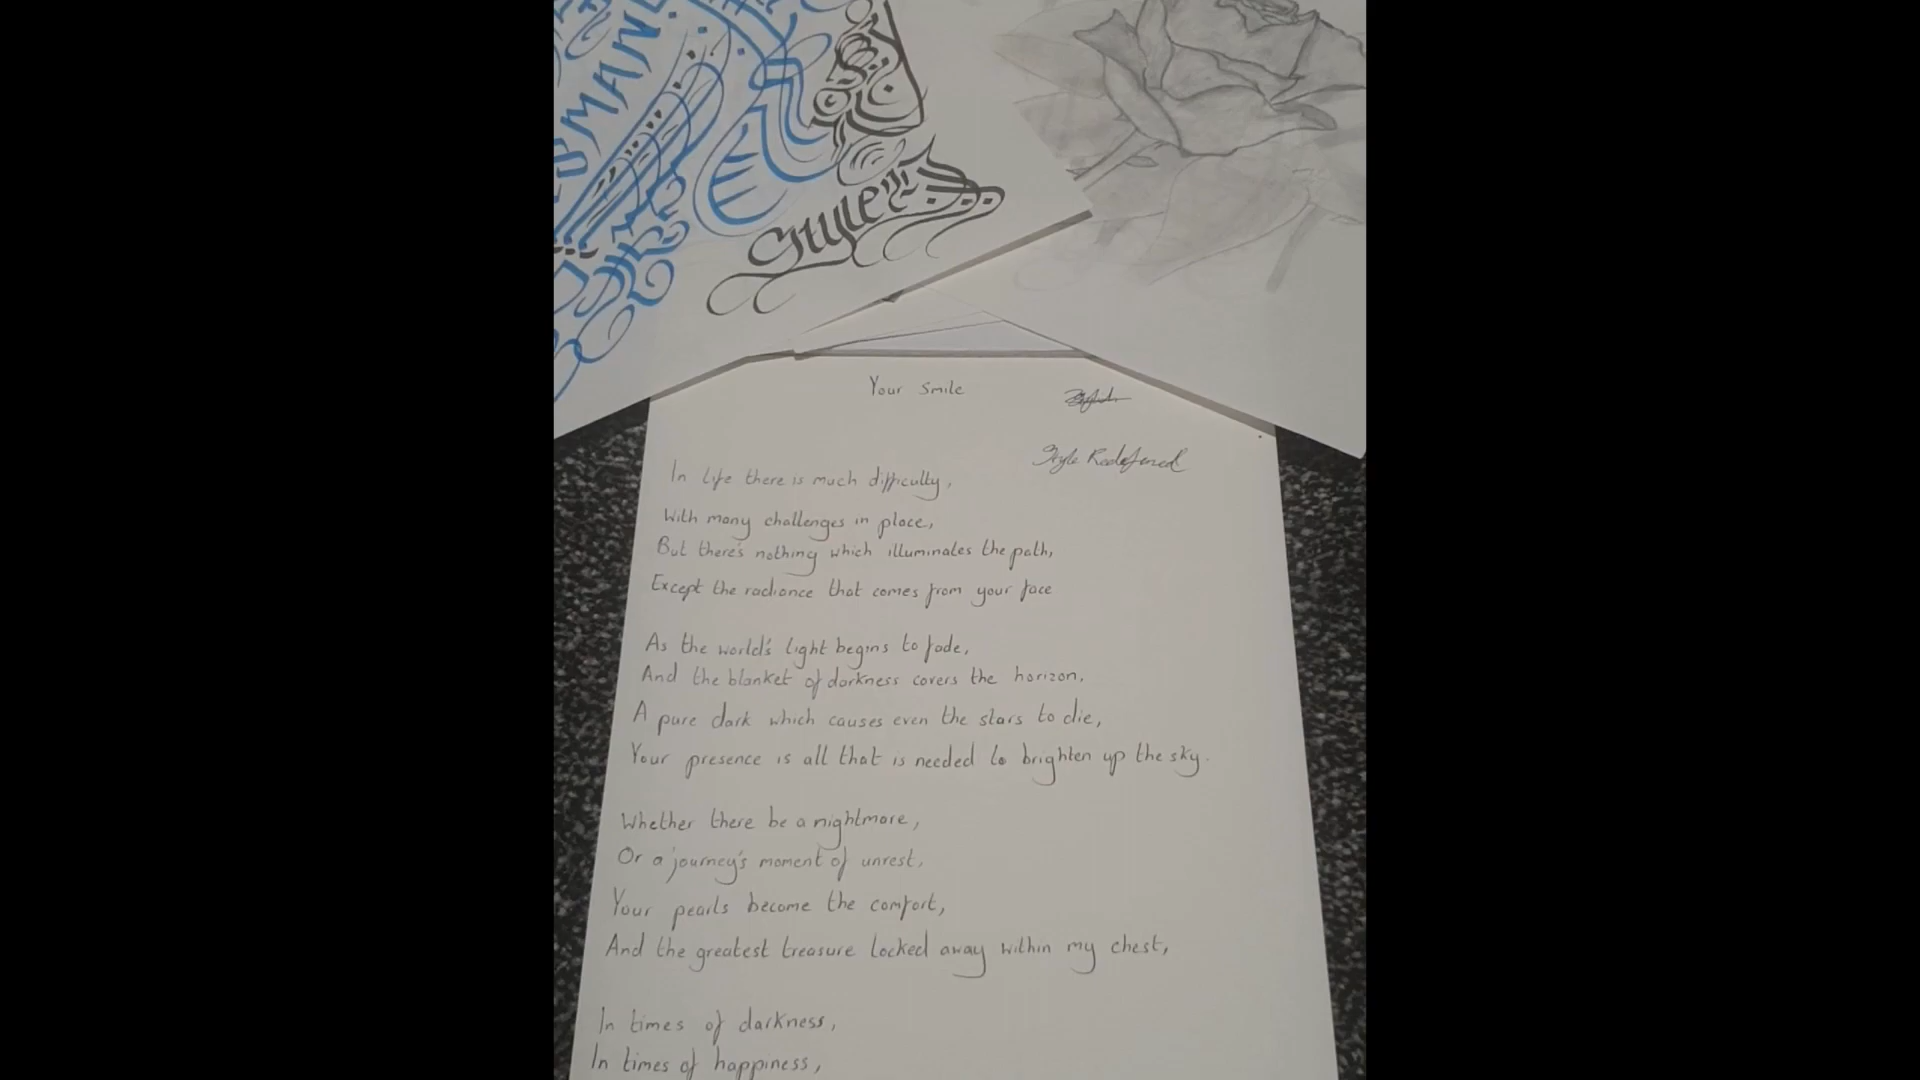 Style
Your Smile
Style Redefined
In life there is much difficulty,
With many challenges in place,
But there's nothing which illuminates the path,
Except the radiance that comes from your face
As the world's light begins to fade,
And the blanket of darkness covers the horizon,
A pure dark which causes even the stars to die,
Your presence is all that is needed to brighten up the sky.
Whether there be a nightmare,
Or a journey's moment of unrest,
Your pearls become the comfort,
And the greatest treasure locked away within my chest,
In times of darkness,
In times of happiness,